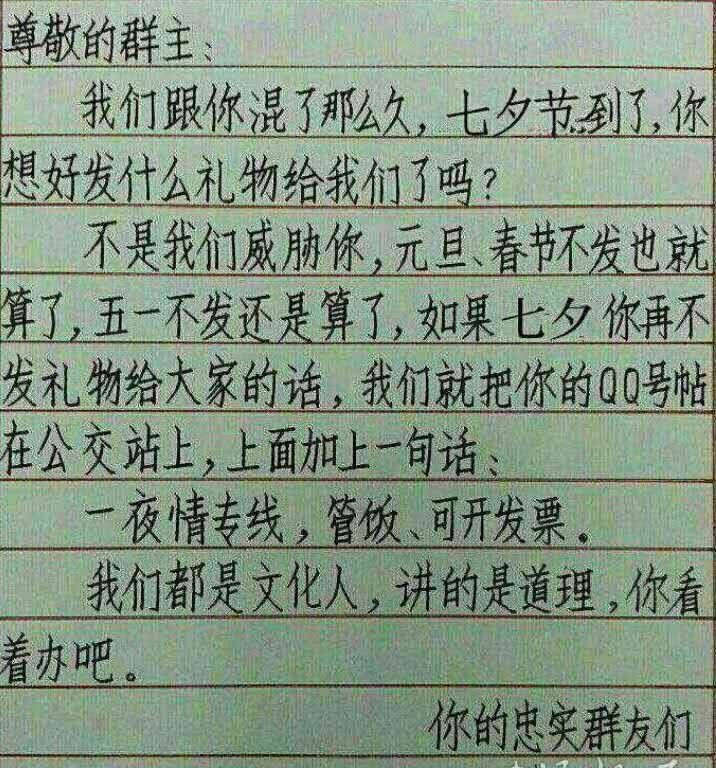 尊敬的群主：
我们跟你混了那么久，七夕节到了，你
想好发什么礼物给我们了吗？
不是我们威胁你，元旦、春节不发也就
算了，五一不发还是算了，如果七夕你再不
发礼物给大家的话，我们就把你的QQ号帖
在公交站上，上面加上一句话：
一夜情专线，管饭、可开发票。
我们都是文化人，讲的是道理，你看
着办吧。
你的忠实群友们